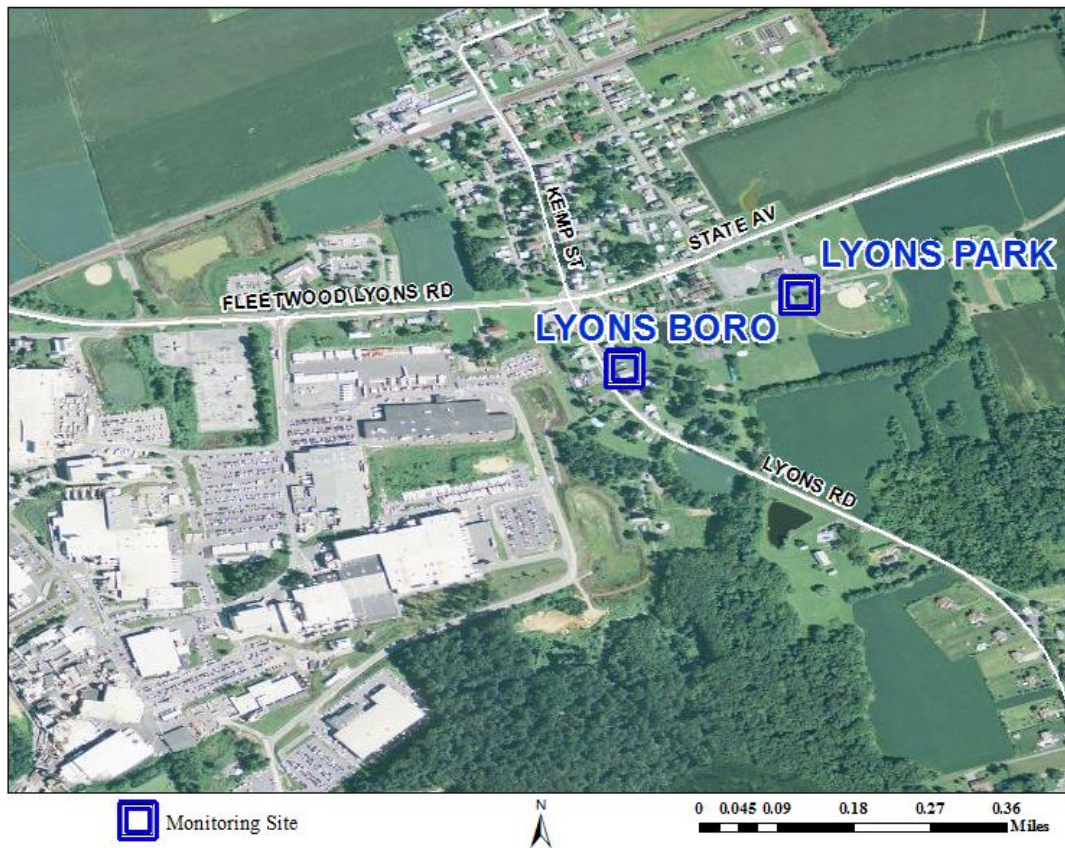 KEMP ST
STATE AV
LYONS PARK
FLEETWOOD LYONS RD
LYONS BORO
LYONS RD
Monitoring Site
N
0 0.045 0.09 0.18 0.27 0.36
Miles